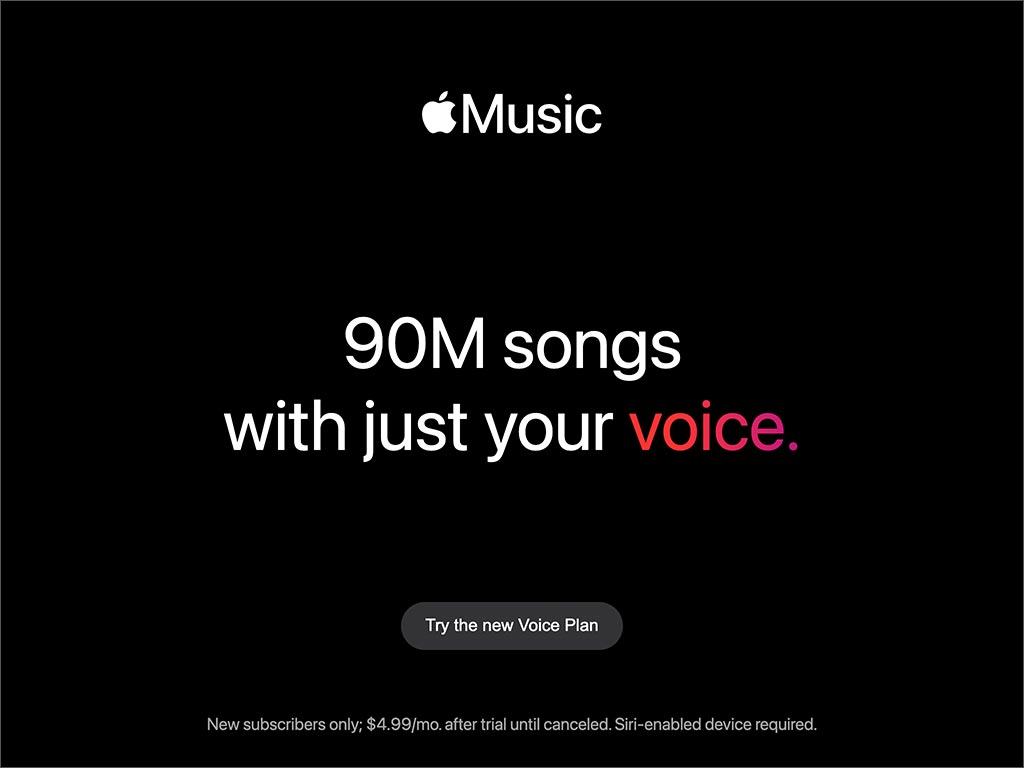 Music
90M songs
with just your voice.
Try the new Voice Plan
New subscribers only; $4.99/mo. after trial until canceled. Siri-enabled device required.